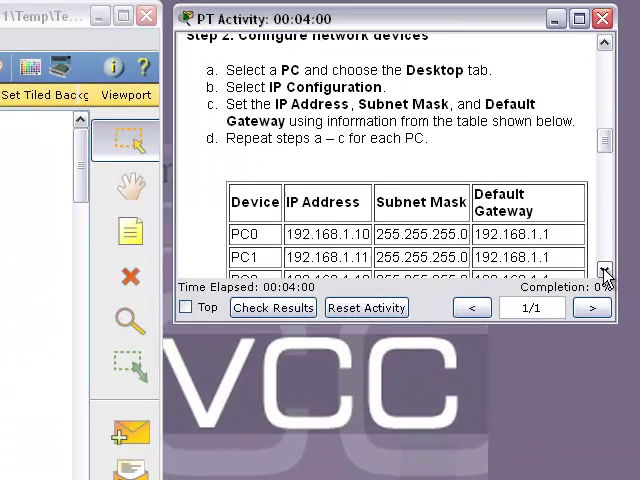 1\Temp\Te...
PT Activity: 00:04:00
Step 2. Configure network devices
Viewport
Set Tiled
a. Select a PC and choose the Desktop tab.
b. Select IP Configuration.
c. Set the IP Address, Subnet Mask, and Default
Gateway using information from the table shown below.
d. Repeat steps a – c for each PC.
Device IP Address Subnet Mask Default Gateway
PC0 192.168.1.10 255.255.255.0 192.168.1.1
PC1 192.168.1.11 255.255.255.0 192.168.1.1
Time Elapsed: 00:04:00 Completion: 0%
Top Check Results Reset Activity < 1/1 >
VCC